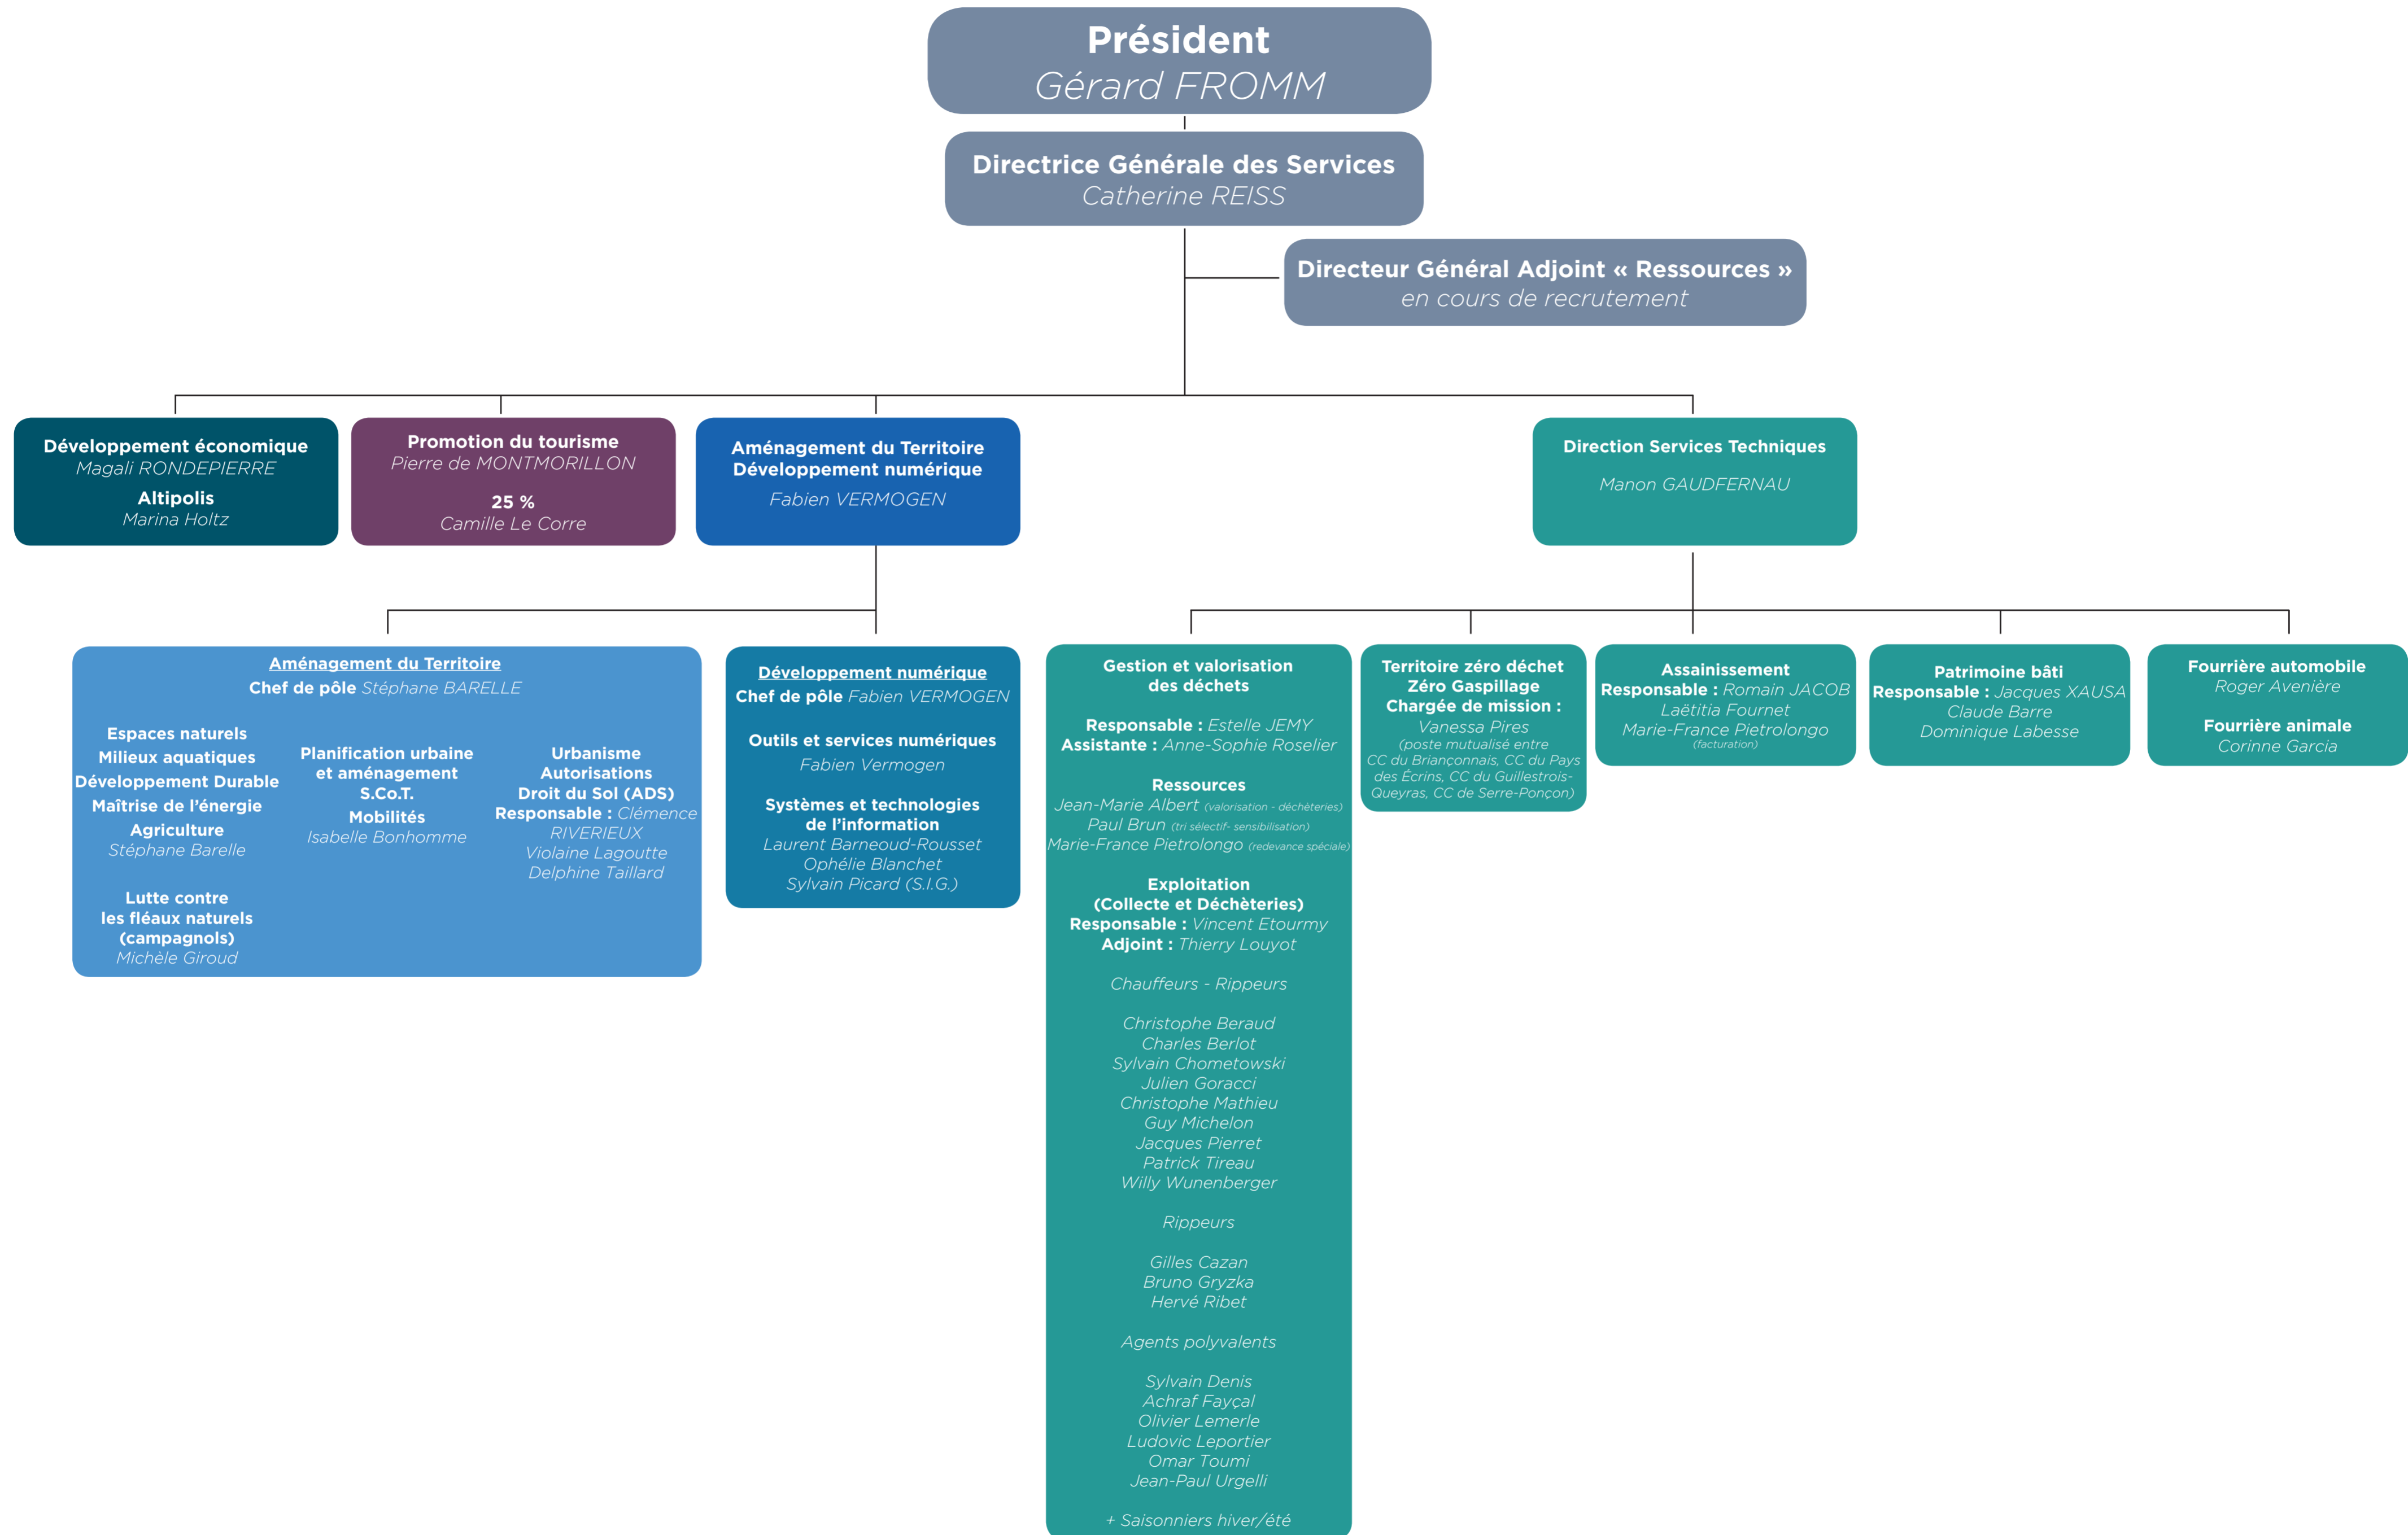 Président
Gérard FROMM
Directrice Générale des Services
Catherine REISS
Directeur Général Adjoint « Ressources »
en cours de recrutement
Développement économique
Magali RONDEPIERRE
Altipolis
Marina Holtz
Promotion du tourisme
Pierre de MONTMORILLON
25 %
Camille Le Corre
Aménagement du Territoire
Développement numérique
Fabien VERMOGEN
Direction Services Techniques
Manon GAUDFERNAU
Aménagement du Territoire
Chef de pôle Stéphane BARELLE
Espaces naturels
Milieux aquatiques
Développement Durable
Maîtrise de l’énergie
Agriculture
Stéphane Barelle
Lutte contre
les fléaux naturels
(campagnols)
Michèle Giroud
Planification urbaine
et aménagement
S.Co.T.
Mobilités
Isabelle Bonhomme
Urbanisme
Autorisations
Droit du Sol (ADS)
Responsable : Clémence
RIVERIEUX
Violaine Lagoutte
Delphine Taillard
Développement numérique
Chef de pôle Fabien VERMOGEN
Outils et services numériques
Fabien Vermogen
Systèmes et technologies
de l’information
Laurent Barneoud-Rousset
Ophélie Blanchet
Sylvain Picard (S.I.G.)
Gestion et valorisation
des déchets
Responsable : Estelle JEMY
Assistante : Anne-Sophie Roselier
Ressources
Jean-Marie Albert (valorisation - déchèteries)
Paul Brun (tri sélectif- sensibilisation)
Marie-France Pietrolongo (redevance spéciale)
Exploitation
(Collecte et Déchèteries)
Responsable : Vincent Etourmy
Adjoint : Thierry Louyot
Chauffeurs - Rippeurs
Christophe Beraud
Charles Berlot
Sylvain Chometowski
Julien Goracci
Christophe Mathieu
Guy Michelon
Jacques Pierret
Patrick Tireau
Willy Wunenberger
Rippeurs
Gilles Cazan
Bruno Gryzka
Hervé Ribet
Agents polyvalents
Sylvain Denis
Achraf Fayçal
Olivier Lemerle
Ludovic Leportier
Omar Toumi
Jean-Paul Urgelli
+ Saisonniers hiver/été
Territoire zéro déchet
Zéro Gaspillage
Chargée de mission :
Vanessa Pires
(poste mutualisé entre
CC du Briançonnais, CC du Pays
des Écrins, CC du Guillestrois-
Queyras, CC de Serre-Ponçon)
Assainissement
Responsable : Romain JACOB
Laëtitia Fournet
Marie-France Pietrolongo
(facturation)
Patrimoine bâti
Responsable : Jacques XAUSA
Claude Barre
Dominique Labesse
Fourrière automobile
Roger Avenière
Fourrière animale
Corinne Garcia